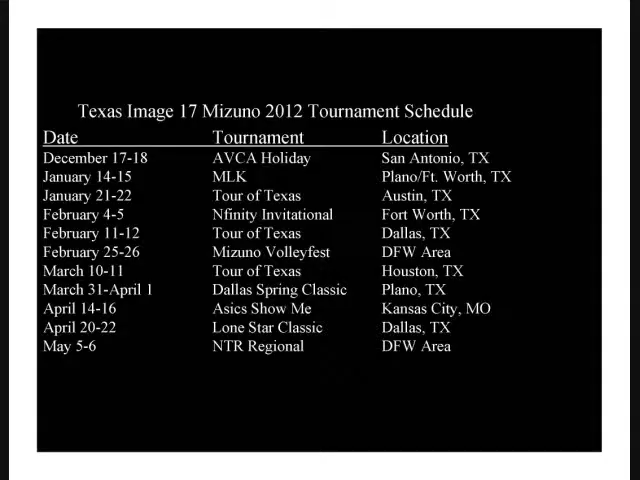 Texas Image 17 Mizuno 2012 Tournament Schedule
Date Tournament Location
December 17-18 AVCA Holiday San Antonio, TX
January 14-15 MLK Plano/Ft. Worth, TX
January 21-22 Tour of Texas Austin, TX
February 4-5 Nfinity Invitational Fort Worth, TX
February 11-12 Tour of Texas Dallas, TX
February 25-26 Mizuno Volleyfest DFW Area
March 10-11 Tour of Texas Houston, TX
March 31-April 1 Dallas Spring Classic Plano, TX
April 14-16 Asics Show Me Kansas City, MO
April 20-22 Lone Star Classic Dallas, TX
May 5-6 NTR Regional DFW Area